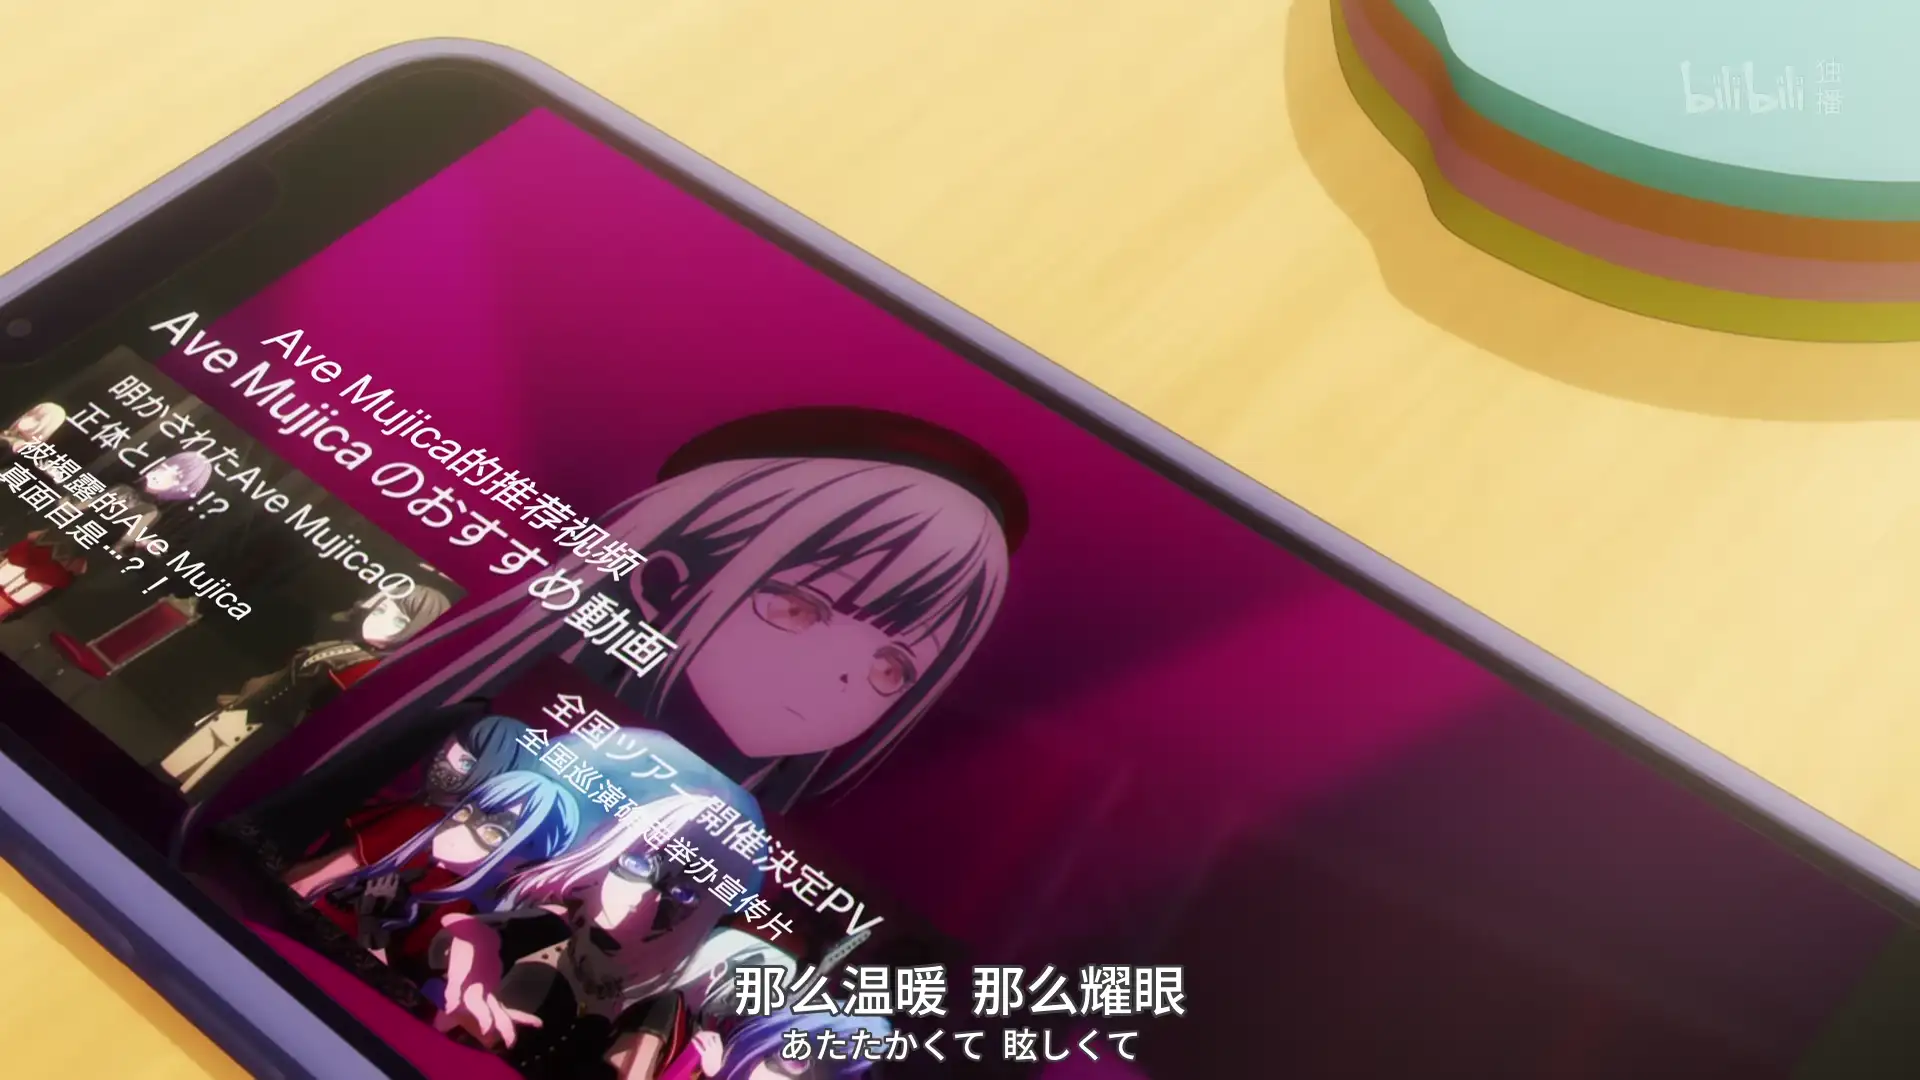 bilibili 独播
Ave Mujica的推荐视频
Ave Mujica のおすすめ動画
明かされたAve Mujicaの
正体とは…!?
被揭露的Ave Mujica
真面目是…？！
全国ツアー開催決定PV
全国巡演确定举办宣传片
那么温暖 那么耀眼
あたたかくて 眩しくて